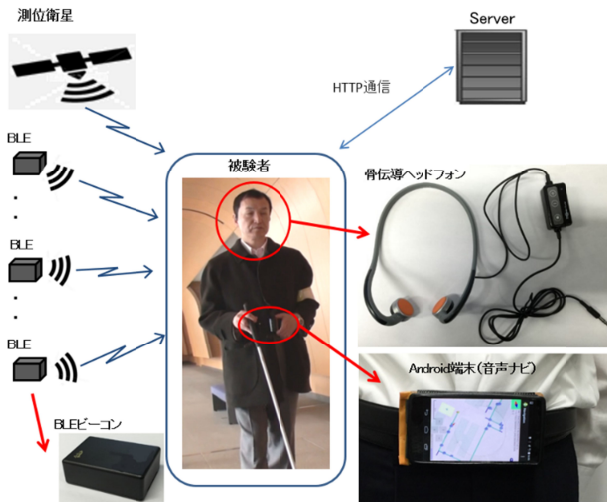 測位衛星
Server
HTTP通信
BLE
被験者
骨伝導ヘッドフォン
BLE
BLE
Android端末(音声ナビ)
BLEビーコン